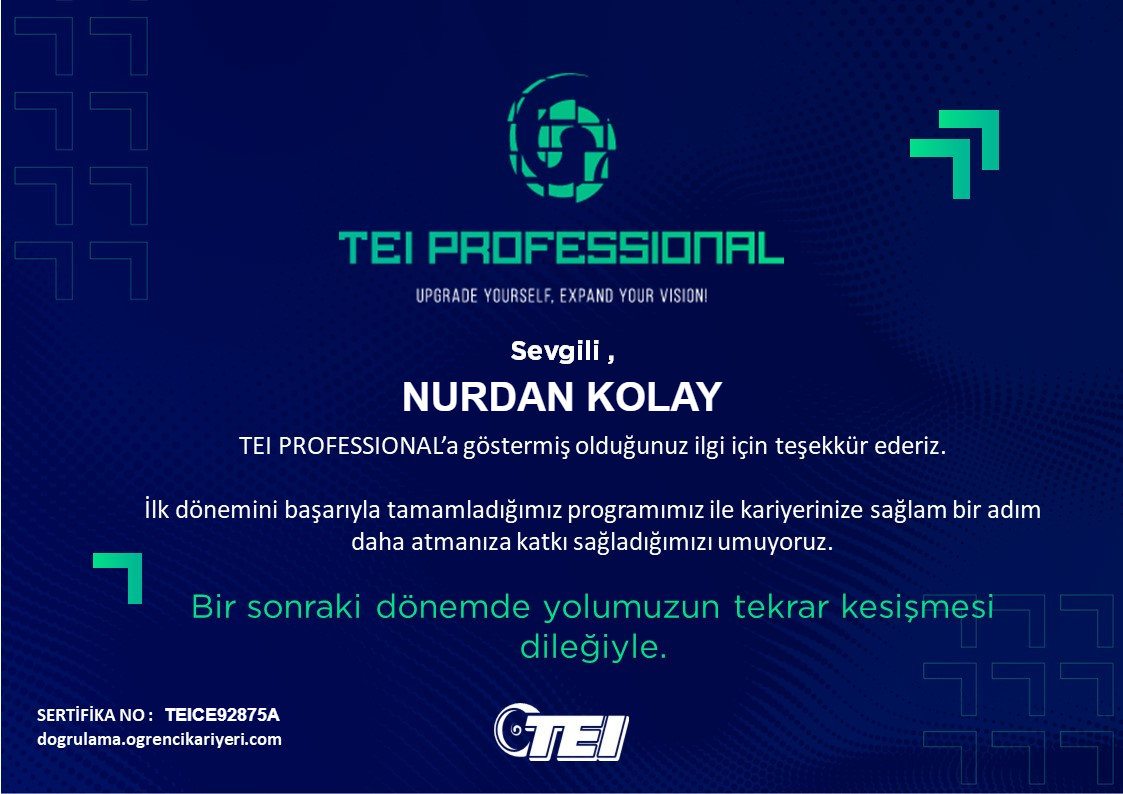 TEI PROFESSIONAL
UPGRADE YOURSELF, EXPAND YOUR VISION!
Sevgili ,
NURDAN KOLAY
TEI PROFESSIONAL’a göstermiş olduğunuz ilgi için teşekkür ederiz.
İlk dönemini başarıyla tamamladığımız programımız ile kariyerinize sağlam bir adım
daha atmanıza katkı sağladığımızı umuyoruz.
Bir sonraki dönemde yolumuzun tekrar kesişmesi
dileğiyle.
SERTİFİKA NO : TEICE92875A
dogrulama.ogrencikariyeri.com
TEI